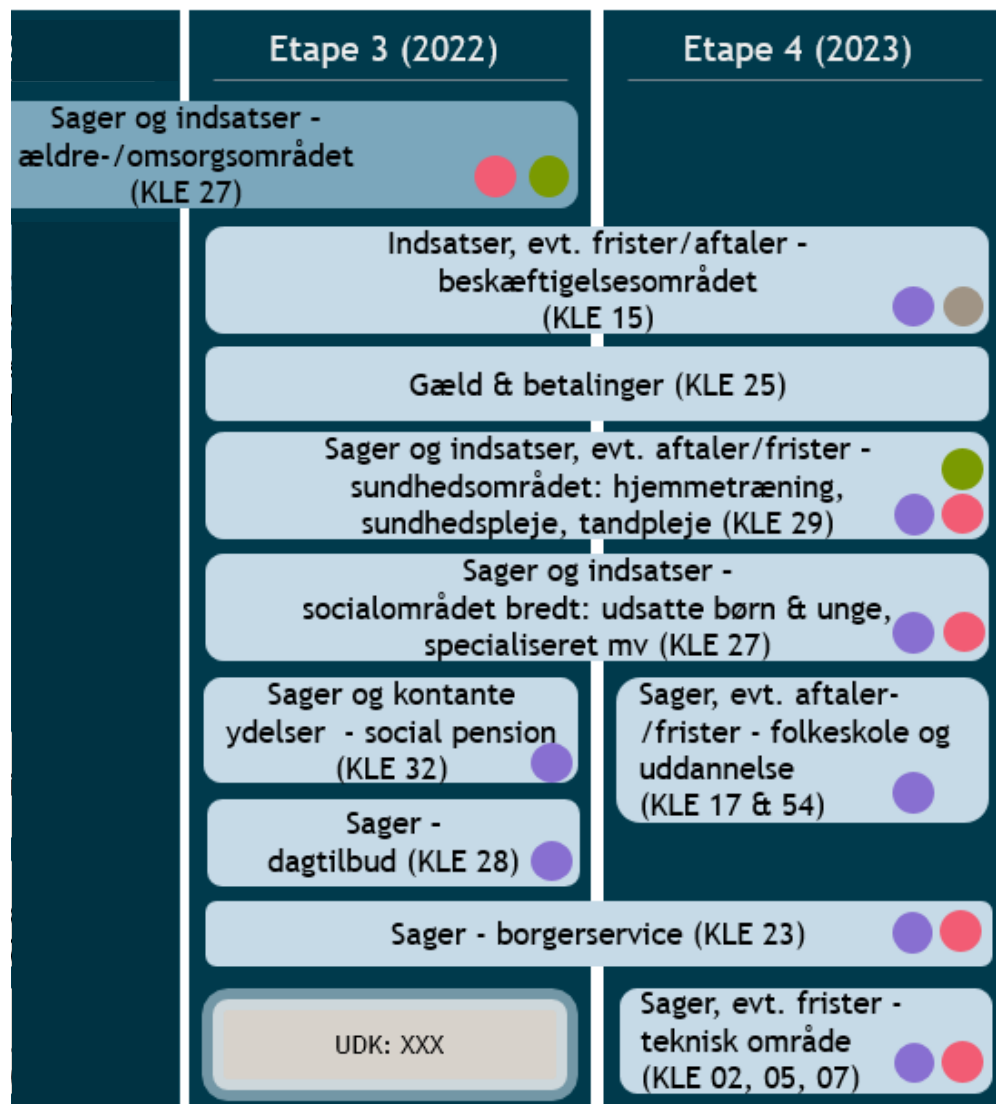 Etape 3 (2022)
Etape 4 (2023)
Sager og indsatser –
ældre-/omsorgsområdet
(KLE 27)
Indsatser, evt. frister/aftaler –
beskæftigelsesområdet
(KLE 15)
Gæld & betalinger (KLE 25)
Sager og indsatser, evt. aftaler/frister –
sundhedsområdet: hjemmetræning,
sundhedspleje, tandpleje (KLE 29)
Sager og indsatser –
socialområdet bredt: udsatte børn & unge,
specialiseret mv (KLE 27)
Sager og kontante
ydelser - social pension
(KLE 32)
Sager, evt. aftaler-
/frister - folkeskole og
uddannelse
(KLE 17 & 54)
Sager –
dagtilbud (KLE 28)
Sager - borgerservice (KLE 23)
UDK: XXX
Sager, evt. frister -
teknisk område
(KLE 02, 05, 07)